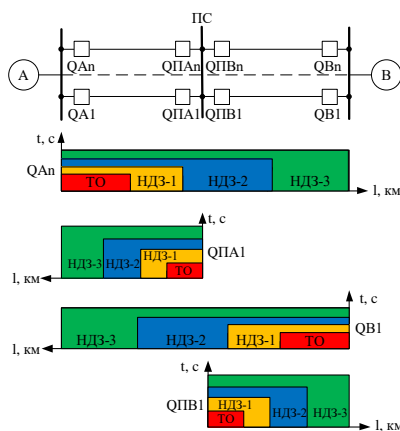 ПС
QAn QПАn QПВn QBn
A B
QA1 QПА1 QПВ1 QB1
t, c
QAn
ТО НДЗ-1 НДЗ-2 НДЗ-3
l, км
t, c
QПА1
НДЗ-1
НДЗ-3 НДЗ-2 ТО
l, км
t, c
QB1
НДЗ-3 НДЗ-2 НДЗ-1 ТО
l, км
t, c
QПВ1
НДЗ-1
ТО НДЗ-2 НДЗ-3
l, км